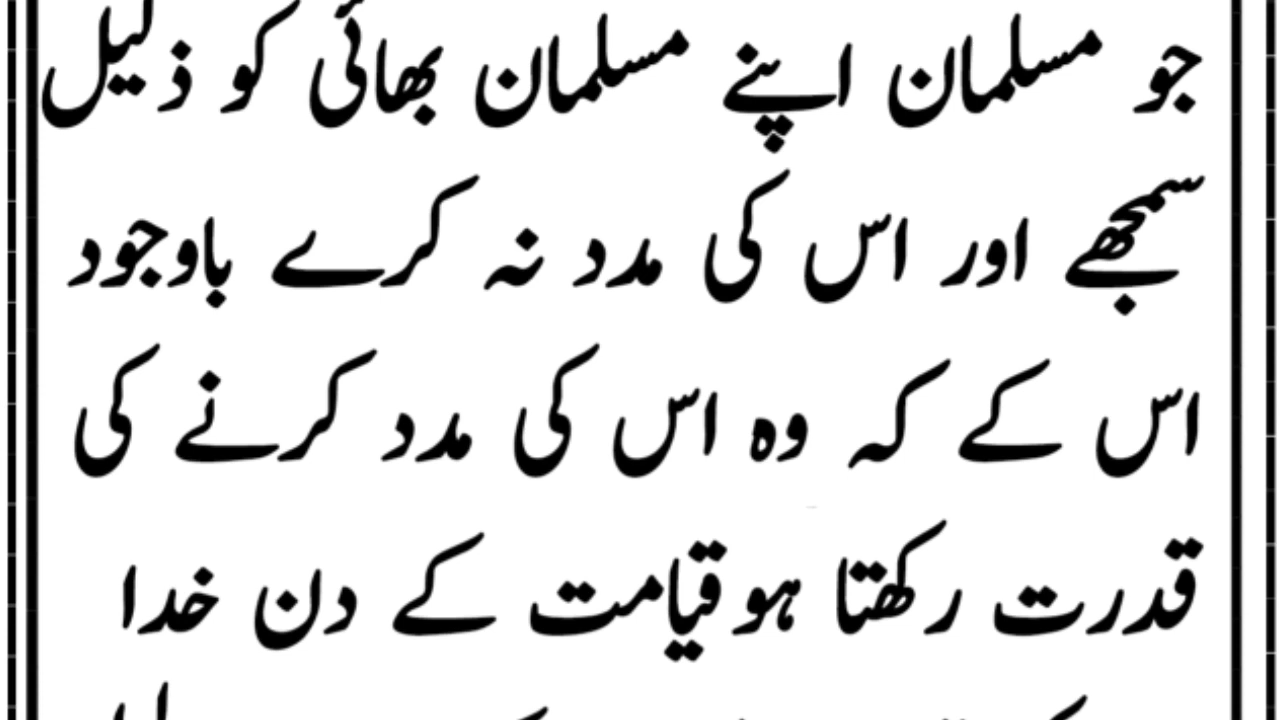 جو مسلمان اپنے مسلمان بھائی کو ذلیل
سمجھے اور اس کی مدد نہ کرے باوجود
اس کے کہ وہ اس کی مدد کرنے کی
قدرت رکھتا ہو قیامت کے دن خدا